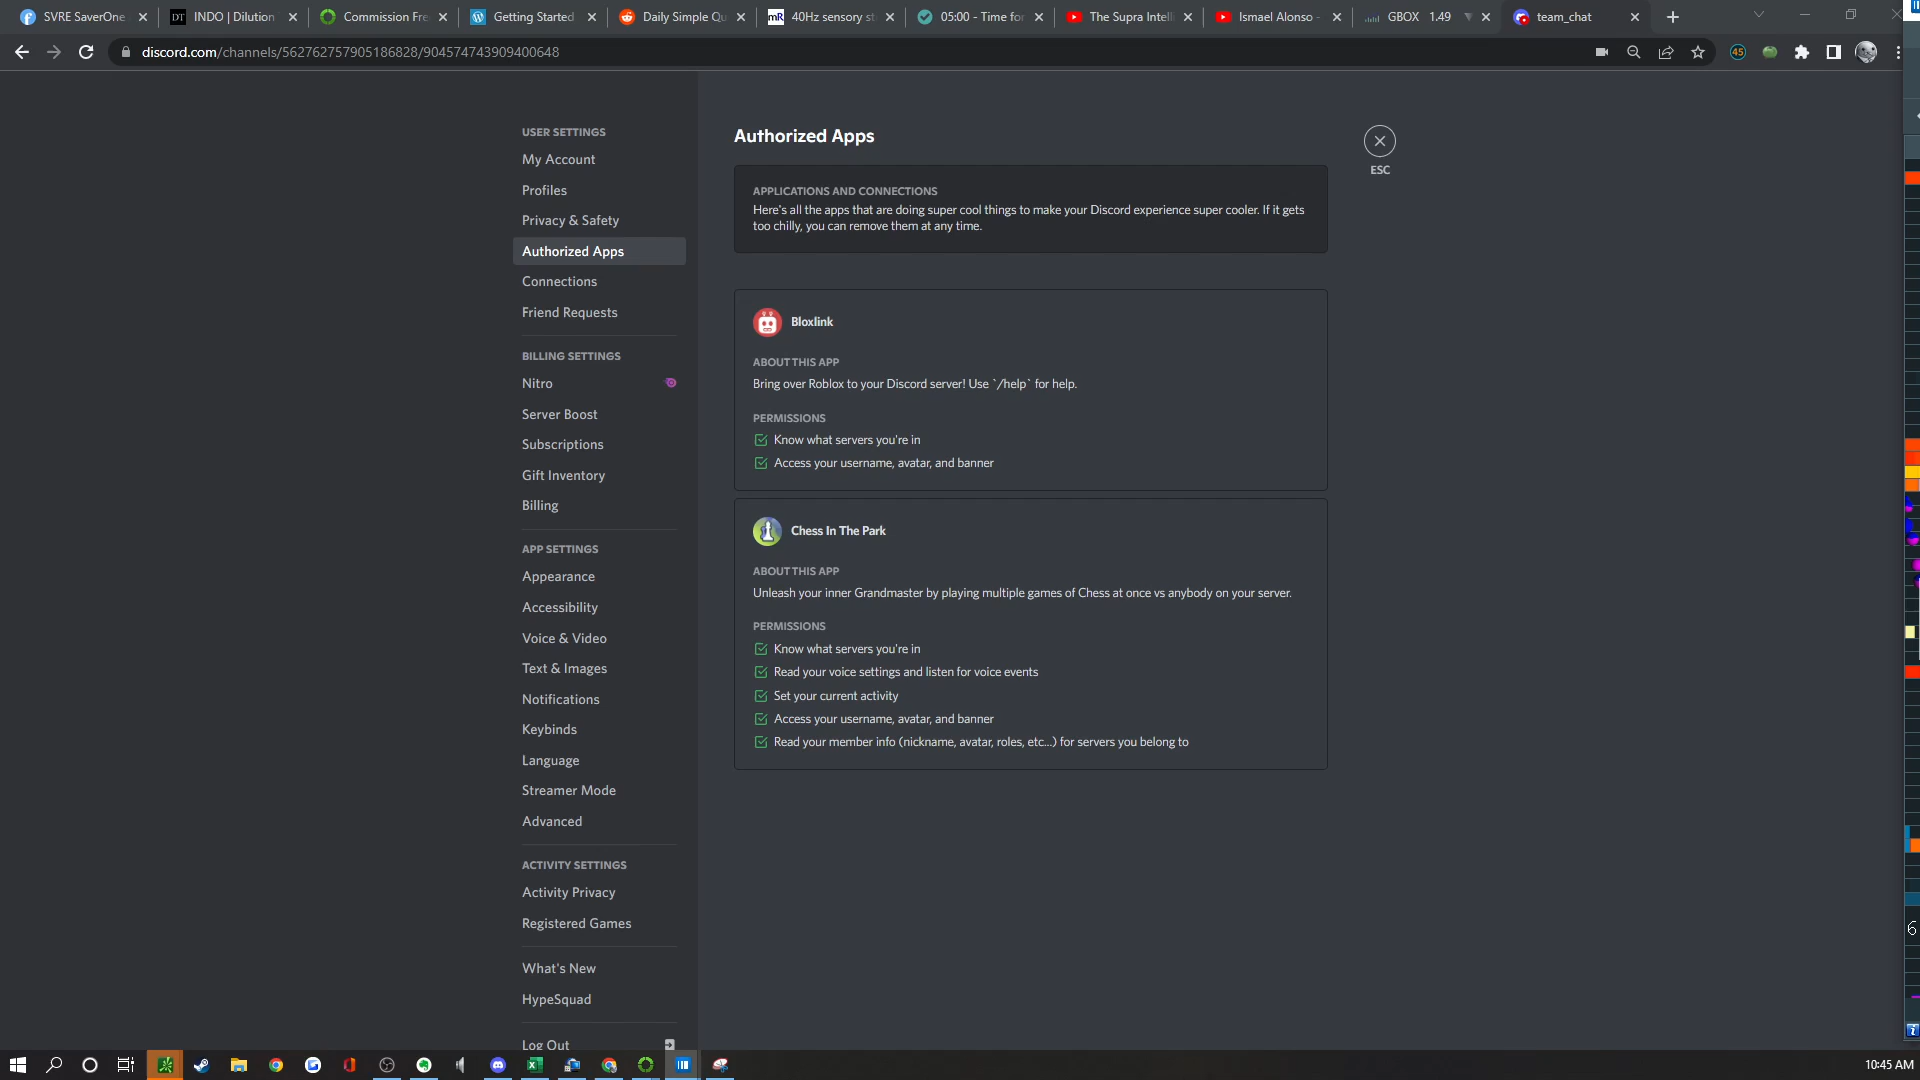 SVRE SaverOne
INDO | Dilution
Commission Fre
Getting Started
Daily Simple Qu
40Hz sensory st
05:00 - Time for
The Supra Intell
Ismael Alonso -
GBOX 1.49
team_chat
discord.com/channels/562762757905186828/904574743909400648
45
USER SETTINGS
My Account
Profiles
Privacy & Safety
Authorized Apps
Connections
Friend Requests
BILLING SETTINGS
Nitro
Server Boost
Subscriptions
Gift Inventory
Billing
APP SETTINGS
Appearance
Accessibility
Voice & Video
Text & Images
Notifications
Keybinds
Language
Streamer Mode
Advanced
ACTIVITY SETTINGS
Activity Privacy
Registered Games
What's New
HypeSquad
Log Out
Authorized Apps
ESC
APPLICATIONS AND CONNECTIONS
Here's all the apps that are doing super cool things to make your Discord experience super cooler. If it gets
too chilly, you can remove them at any time.
Bloxlink
ABOUT THIS APP
Bring over Roblox to your Discord server! Use `/help` for help.
PERMISSIONS
Know what servers you're in
Access your username, avatar, and banner
Chess In The Park
ABOUT THIS APP
Unleash your inner Grandmaster by playing multiple games of Chess at once vs anybody on your server.
PERMISSIONS
Know what servers you're in
Read your voice settings and listen for voice events
Set your current activity
Access your username, avatar, and banner
Read your member info (nickname, avatar, roles, etc...) for servers you belong to
6
10:45 AM